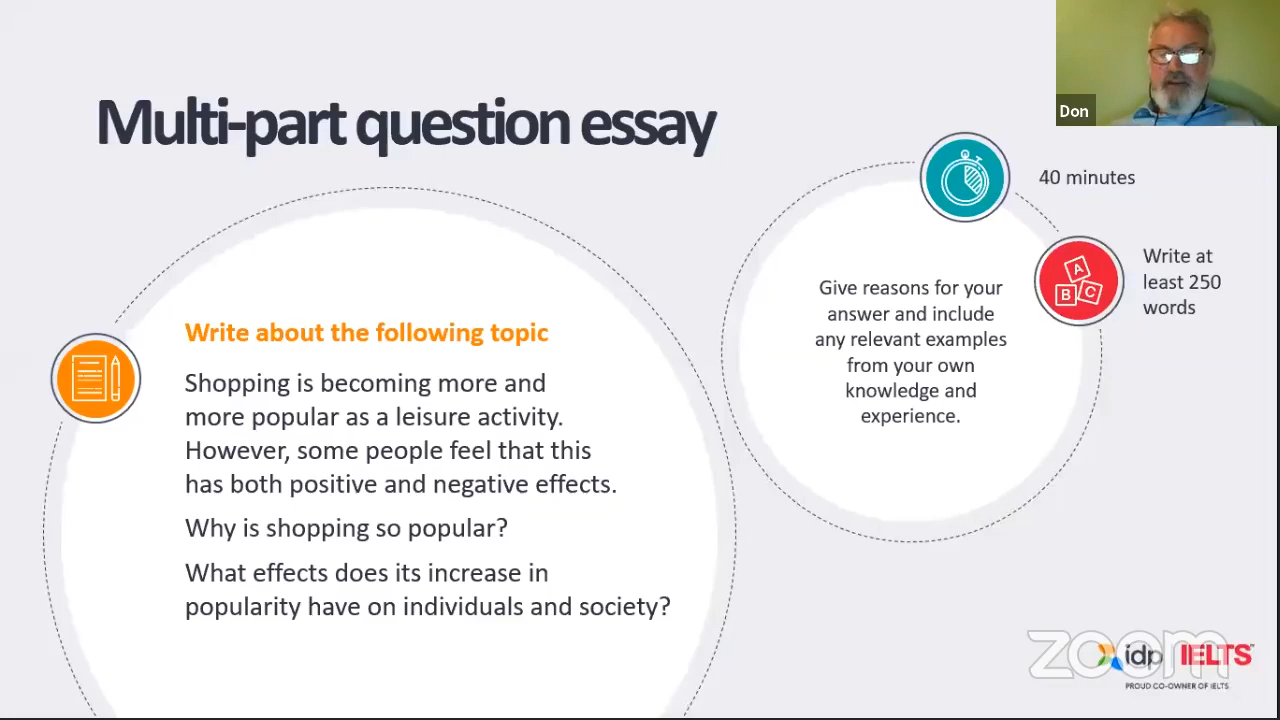 Multi-part question essay
Don
40 minutes
Write at
least 250
words
A
B
C
Give reasons for your
answer and include
any relevant examples
from your own
knowledge and
experience.
Write about the following topic
Shopping is becoming more and
more popular as a leisure activity.
However, some people feel that this
has both positive and negative effects.
Why is shopping so popular?
What effects does its increase in
popularity have on individuals and society?
zoom
idp IELTS™
PROUD CO-OWNER OF IELTS